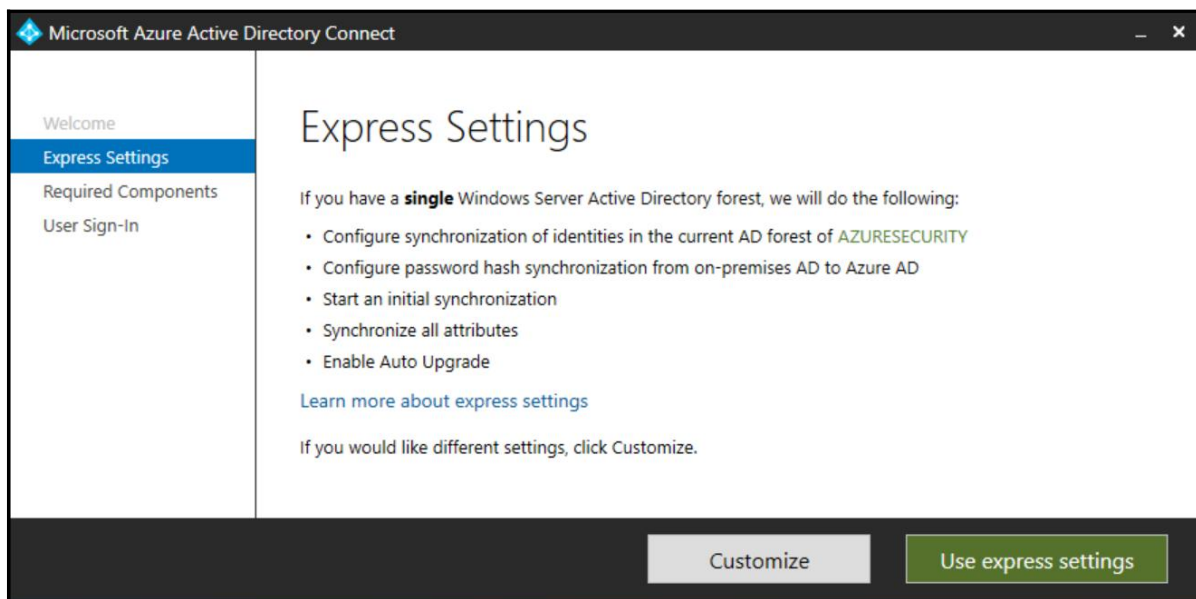 Microsoft Azure Active Directory Connect
Welcome
Express Settings
Required Components
User Sign-In
Express Settings
If you have a single Windows Server Active Directory forest, we will do the following:
• Configure synchronization of identities in the current AD forest of AZURESECURITY
• Configure password hash synchronization from on-premises AD to Azure AD
• Start an initial synchronization
• Synchronize all attributes
• Enable Auto Upgrade
Learn more about express settings
If you would like different settings, click Customize.
Customize
Use express settings